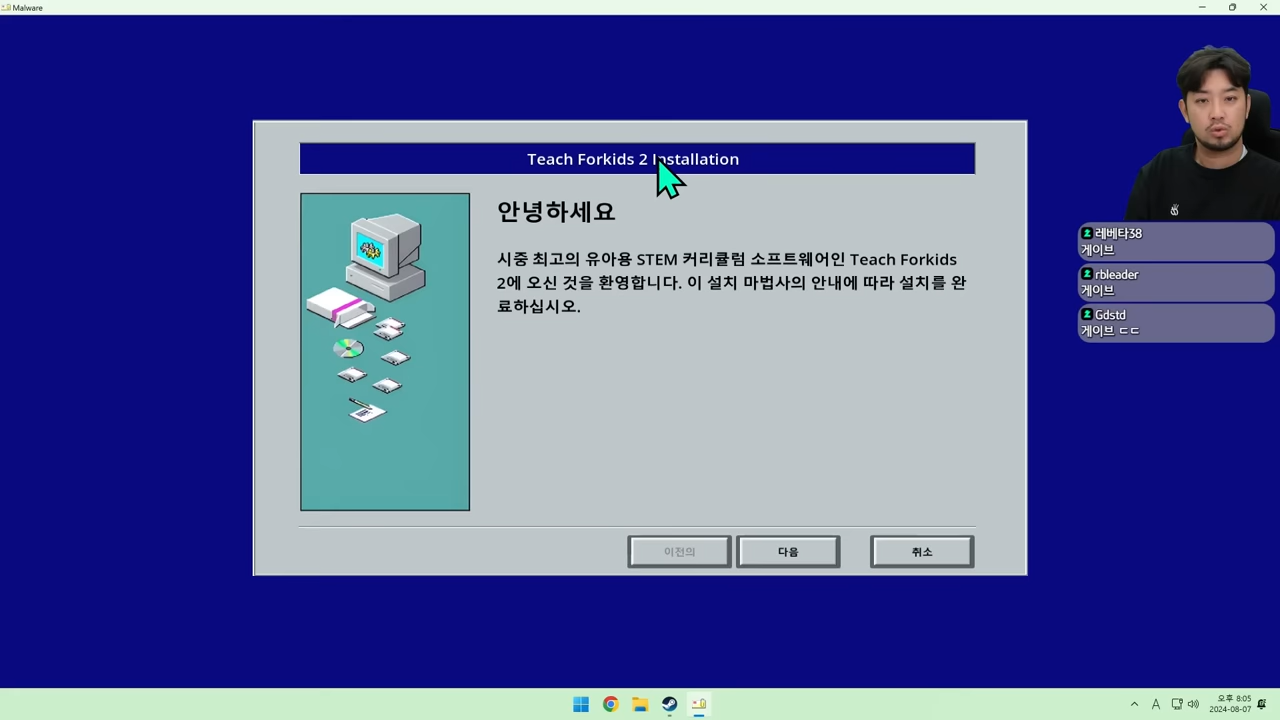 Malware
Teach Forkids 2 Installation
안녕하세요
시중 최고의 유아용 STEM 커리큘럼 소프트웨어인 Teach Forkids
2에 오신 것을 환영합니다. 이 설치 마법사의 안내에 따라 설치를 완
료하십시오.
이전의
다음
취소
레베타38
게이브
rbleader
게이브
Gdstd
게이브 ㄷㄷ
A
오후 8:05
2024-08-07